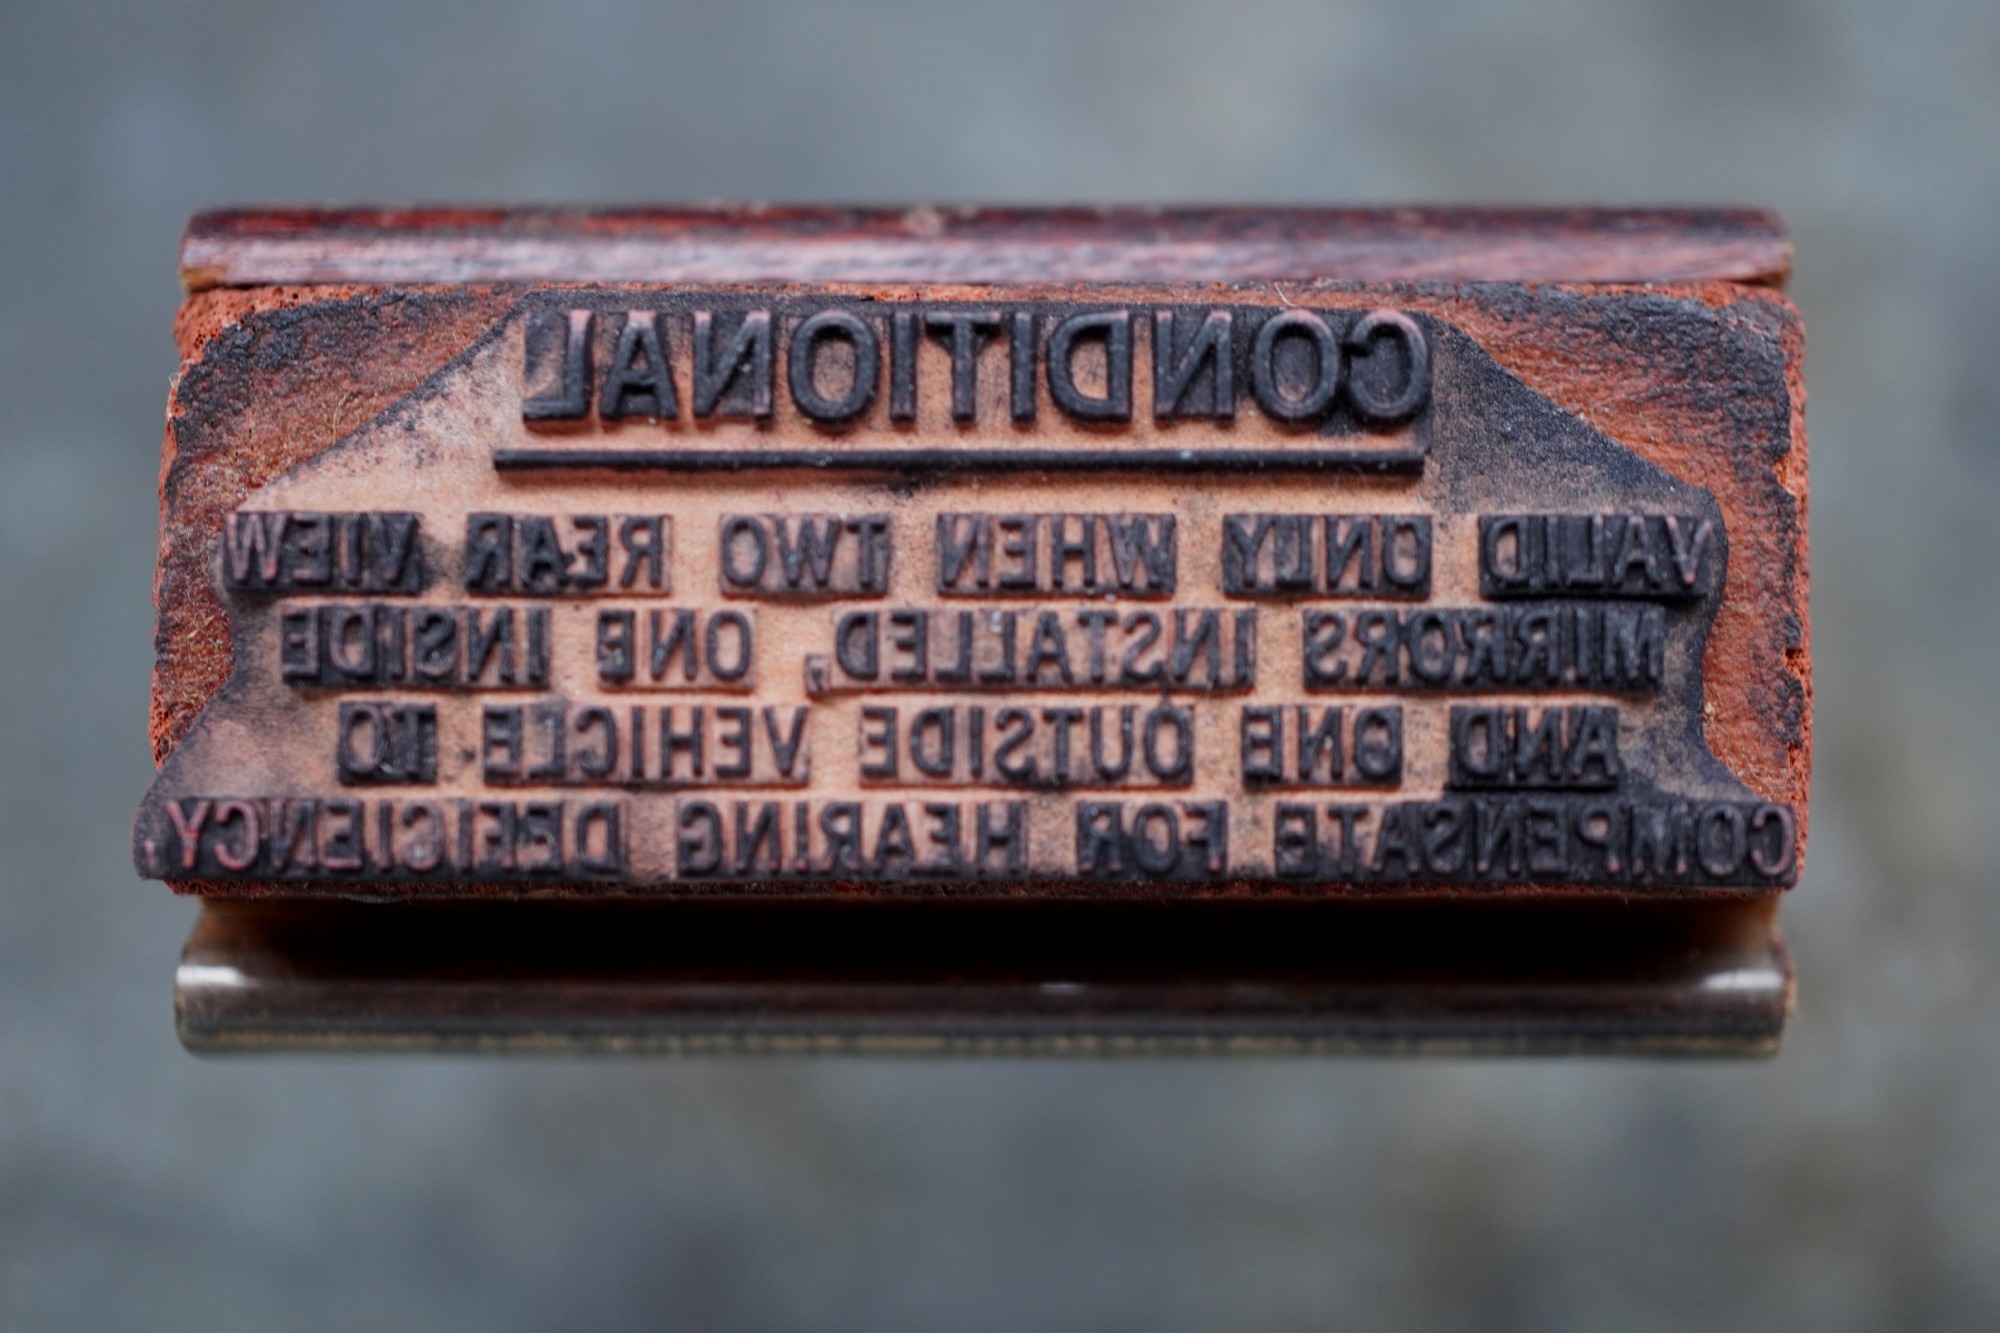 CONDITIONAL
VALID ONLY WHEN TWO REAR VIEW
MIRRORS INSTALLED, ONE INSIDE
AND ONE OUTSIDE VEHICLE TO
COMPENSATE FOR HEARING DEFICIENCY.